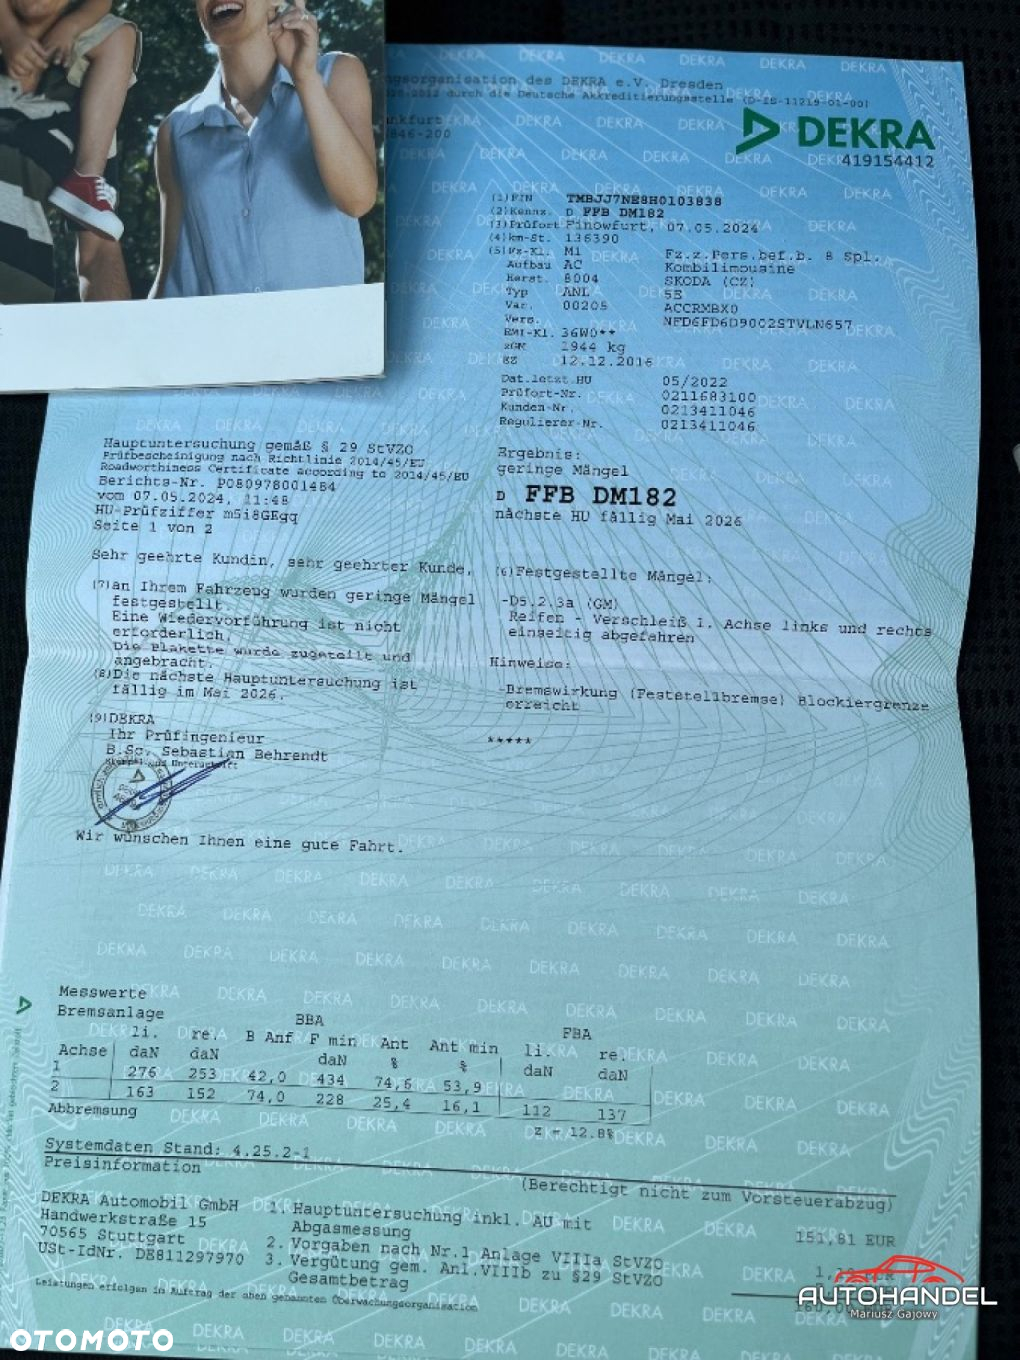 gsorganisation des DEKRA e.V. Dresden
durch die Deutsche Akkreditierungsstelle (D-IS-11219-01-00)
ankfurt
846-200
DEKRA
419154412
(1)FIN TMBJJ7NE8H0103838
(2)Kennz. D FFB DM182
(3)Prüfort Finowfurt, 07.05.2024
(4)km-St. 136390
(5)Fz-Kl. M1 Fz.z.Pers.bef.b. 8 Spl.
Aufbau AC Kombilimousine
Herst. 8004 SKODA (CZ)
Typ ANL 5E
Var. 00205 ACCRMBX0
Vers. NFD6FD6D9002STVLN657
EMI-Kl. 36W0**
zGM 1944 kg
EZ 12.12.2016
Dat.letzt.HU 05/2022
Prüfort-Nr. 0211683100
Kunden-Nr. 0213411046
Regulierer-Nr. 0213411046
Hauptuntersuchung gemäß § 29 StVZO
Prüfbescheinigung nach Richtlinie 2014/45/EU
Roadworthiness Certificate according to 2014/45/EU
Berichts-Nr. P080978001484
vom 07.05.2024, 11:48
HU-Prüfziffer m5i8GEgq
Seite 1 von 2
Ergebnis:
geringe Mängel
D FFB DM182
nächste HU fällig Mai 2026
Sehr geehrte Kundin, sehr geehrter Kunde,
(7)an Ihrem Fahrzeug wurden geringe Mängel
festgestellt.
Eine Wiedervorführung ist nicht
erforderlich.
Die Plakette wurde zugeteilt und
angebracht.
(8)Die nächste Hauptuntersuchung ist
fällig im Mai 2026.
(9)DEKRA
Ihr Prüfingenieur
B.Sc. Sebastian Behrendt
Stempel und Unterschrift
Wir wünschen Ihnen eine gute Fahrt.
(6)Festgestellte Mängel:
-D5.2.3a (GM)
Reifen - Verschleiß 1. Achse links und rechts
einseitig abgefahren
Hinweise:
-Bremswirkung (Feststellbremse) Blockiergrenze
erreicht
*****
Messwerte
Bremsanlage
BBA FBA
li. re. B Anf F min Ant Ant min li. re.
Achse daN daN daN % % daN daN
1 276 253 42,0 434 74,6 53,9
2 163 152 74,0 228 25,4 16,1 112 137
Abbremsung z = 12.8%
Systemdaten Stand: 4.25.2-1
Preisinformation (Berechtigt nicht zum Vorsteuerabzug)
DEKRA Automobil GmbH
Handwerkstraße 15
70565 Stuttgart
USt-IdNr. DE811297970
1. Hauptuntersuchung inkl. AU mit
Abgasmessung 151,81 EUR
2. Vorgaben nach Nr.1 Anlage VIIIa StVZO
3. Vergütung gem. Anl.VIIIb zu §29 StVZO
Gesamtbetrag 160,00
Leistungen erfolgen im Auftrag der oben genannten Überwachungsorganisation
AUTOHANDEL
Mariusz Gajowy
OTOMOTO